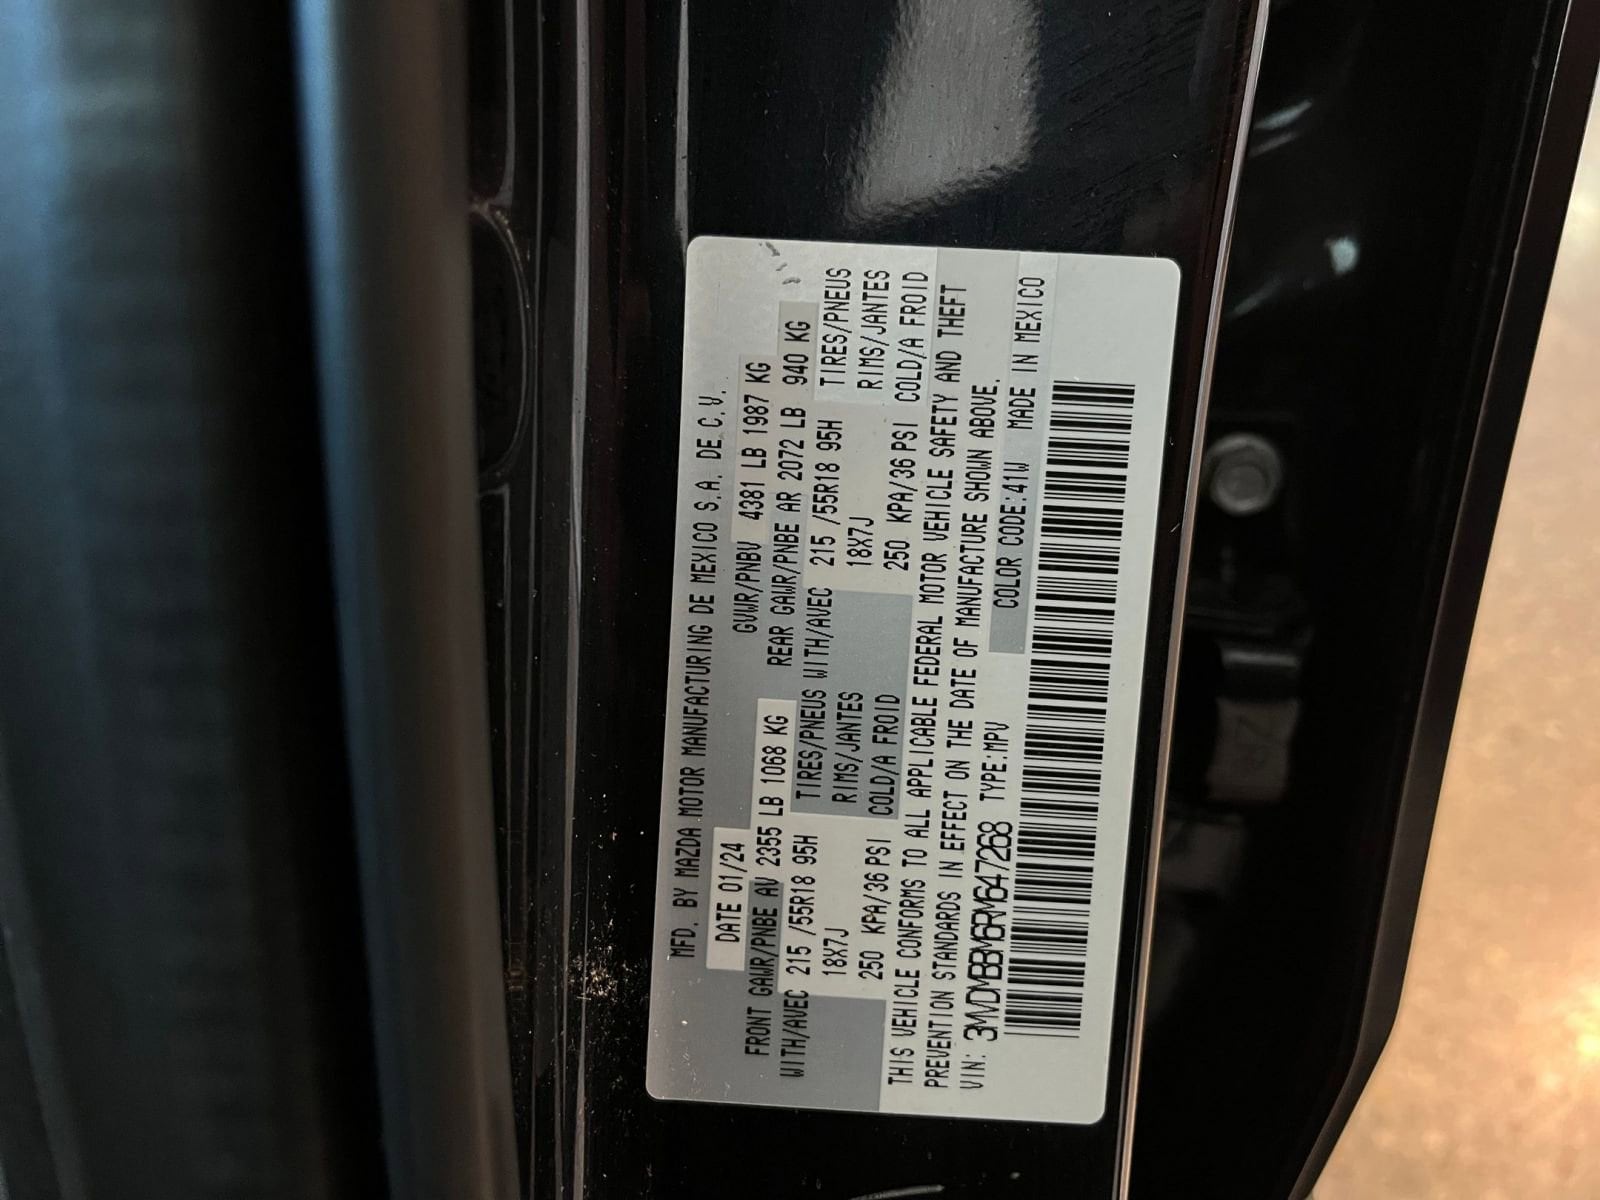 MFD. BY MAZDA MOTOR MANUFACTURING DE MEXICO S.A. DE C.V.
DATE 01/24 GVWR/PNBV 4381 LB 1987 KG
FRONT GAWR/PNBE AV 2355 LB 1068 KG REAR GAWR/PNBE AR 2072 LB 940 KG
WITH/AVEC 215 /55R18 95H TIRES/PNEUS WITH/AVEC 215 /55R18 95H TIRES/PNEUS
18X7J RIMS/JANTES 18X7J RIMS/JANTES
250 KPA/36 PSI COLD/A FROID 250 KPA/36 PSI COLD/A FROID
THIS VEHICLE CONFORMS TO ALL APPLICABLE FEDERAL MOTOR VEHICLE SAFETY AND THEFT
PREVENTION STANDARDS IN EFFECT ON THE DATE OF MANUFACTURE SHOWN ABOVE.
VIN: 3MVDMBBM6RM647268 TYPE:MPV COLOR CODE:41W MADE IN MEXICO